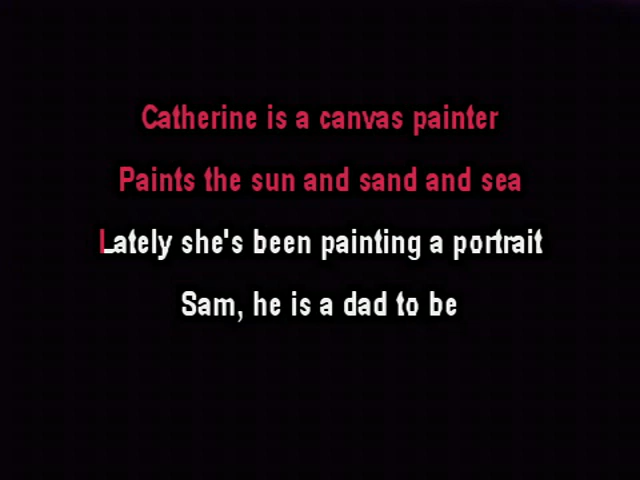 Catherine is a canvas painter
Paints the sun and sand and sea
Lately she's been painting a portrait
Sam, he is a dad to be